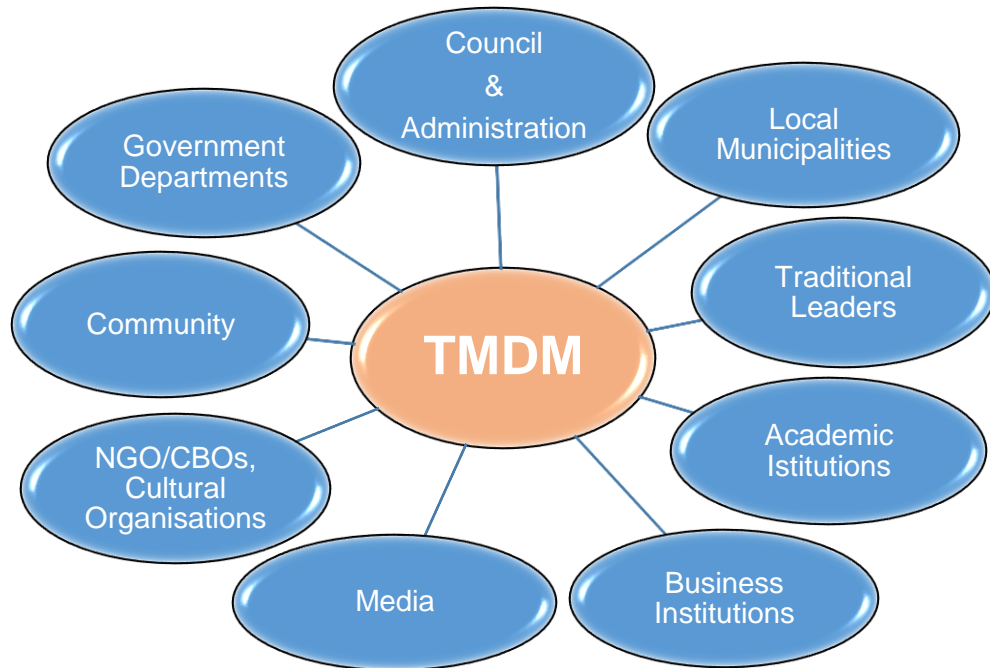 Council
&
Administration
Local
Municipalities
Traditional
Leaders
Academic
Istitutions
Business
Institutions
Media
NGO/CBOs,
Cultural
Organisations
Community
Government
Departments
TMDM